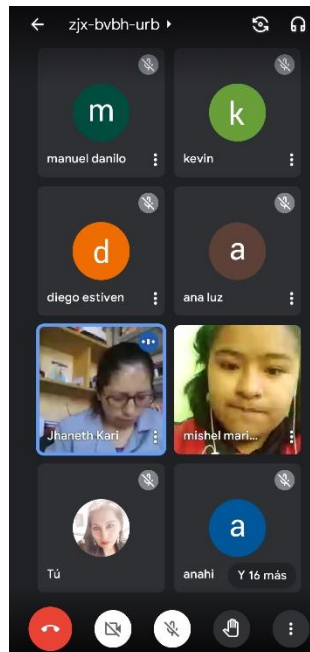 zjx-bvbh-urb
m
k
manuel danilo
kevin
d
a
diego estiven
ana luz
Jhaneth Kari
mishel mari...
a
Tú
anahi
Y 16 más